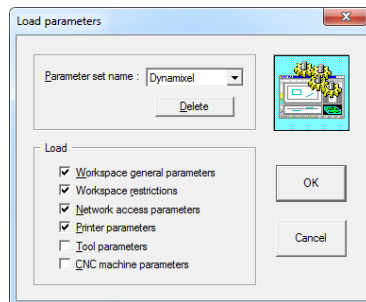 Load parameters
Parameter set name : Dynamixel
Delete
Load
Workspace general parameters
Workspace restrictions
Network access parameters
Printer parameters
Tool parameters
CNC machine parameters
OK
Cancel